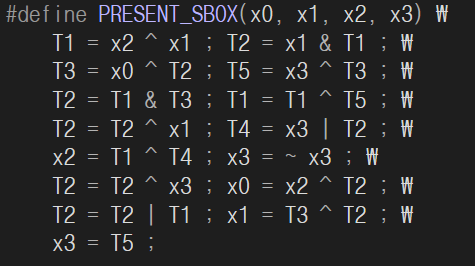 #define PRESENT_SBOX(x0, x1, x2, x3) ₩
T1 = x2 ^ x1 ; T2 = x1 & T1 ; ₩
T3 = x0 ^ T2 ; T5 = x3 ^ T3 ; ₩
T2 = T1 & T3 ; T1 = T1 ^ T5 ; ₩
T2 = T2 ^ x1 ; T4 = x3 | T2 ; ₩
x2 = T1 ^ T4 ; x3 = ~ x3 ; ₩
T2 = T2 ^ x3 ; x0 = x2 ^ T2 ; ₩
T2 = T2 | T1 ; x1 = T3 ^ T2 ; ₩
x3 = T5 ;